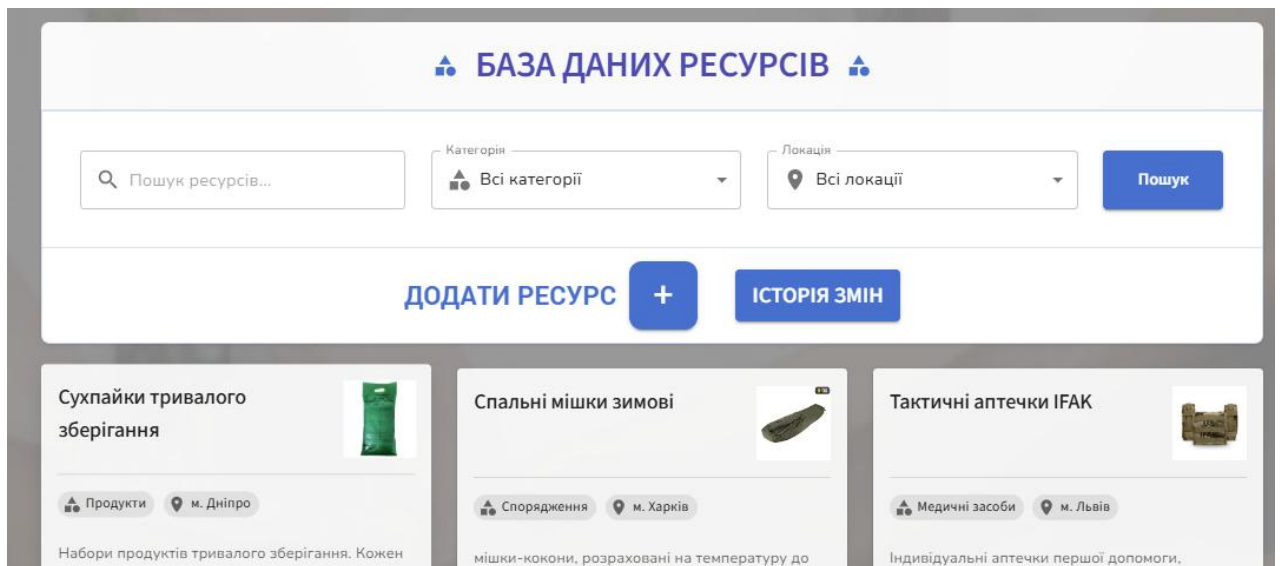 БАЗА ДАНИХ РЕСУРСІВ
Пошук ресурсів...
Категорія
Всі категорії
Локація
Всі локації
Пошук
ДОДАТИ РЕСУРС +
ІСТОРІЯ ЗМІН
Сухпайки тривалого
зберігання
Продукти
м. Дніпро
Набори продуктів тривалого зберігання. Кожен
Спальні мішки зимові
Спорядження
м. Харків
мішки-кокони, розраховані на температуру до
Тактичні аптечки IFAK
Медичні засоби
м. Львів
Індивідуальні аптечки першої допомоги,